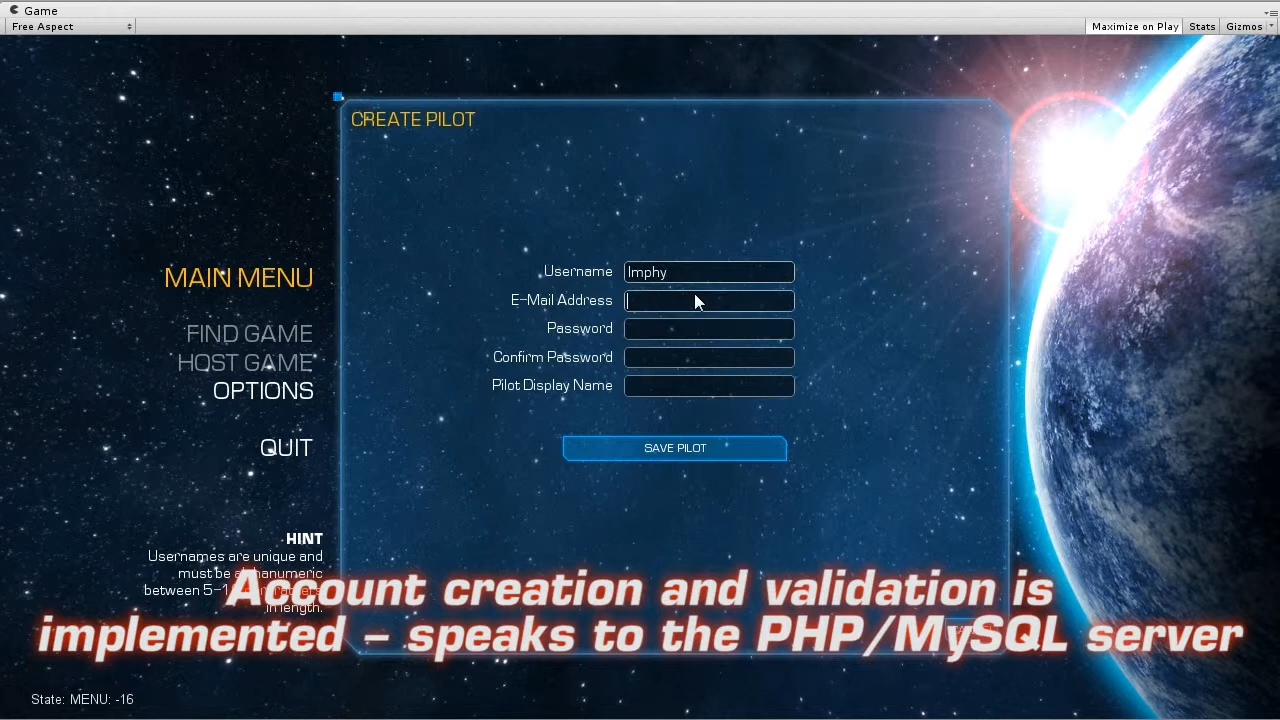 Game
Free Aspect
Maximize on Play Stats Gizmos
CREATE PILOT
MAIN MENU
FIND GAME
HOST GAME
OPTIONS
QUIT
Username Imphy
E-Mail Address
Password
Confirm Password
Pilot Display Name
SAVE PILOT
HINT
Usernames are unique and
must be
between 5-1
in length.
Account creation and validation is
implemented – speaks to the PHP/MySQL server
State: MENU: -16